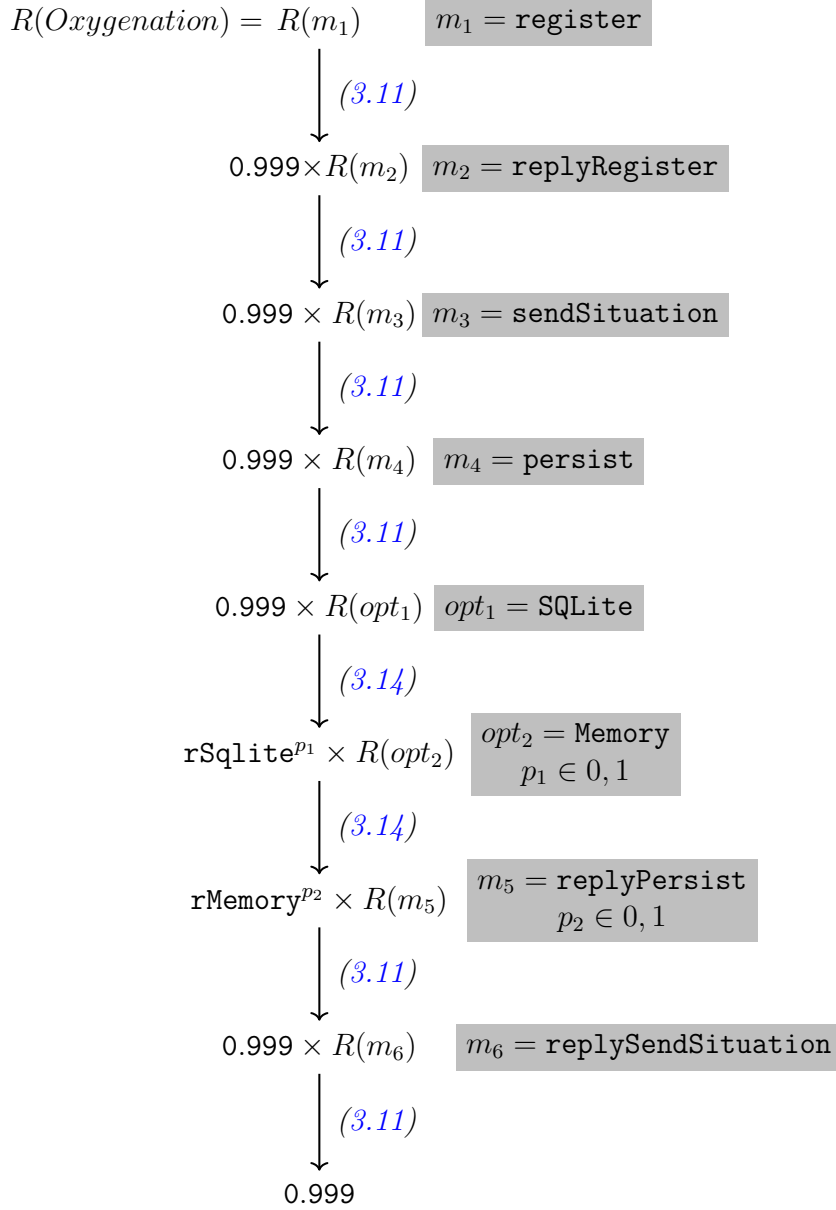 R(Oxygenation) = R(m₁) m₁ = register
(3.11)
0.999×R(m₂) m₂ = replyRegister
(3.11)
0.999 × R(m₃) m₃ = sendSituation
(3.11)
0.999 × R(m₄) m₄ = persist
(3.11)
0.999 × R(opt₁) opt₁ = SQLite
(3.14)
rSqlite^{p₁} × R(opt₂) opt₂ = Memory
p₁ ∈ 0, 1
(3.14)
rMemory^{p₂} × R(m₅) m₅ = replyPersist
p₂ ∈ 0, 1
(3.11)
0.999 × R(m₆) m₆ = replySendSituation
(3.11)
0.999